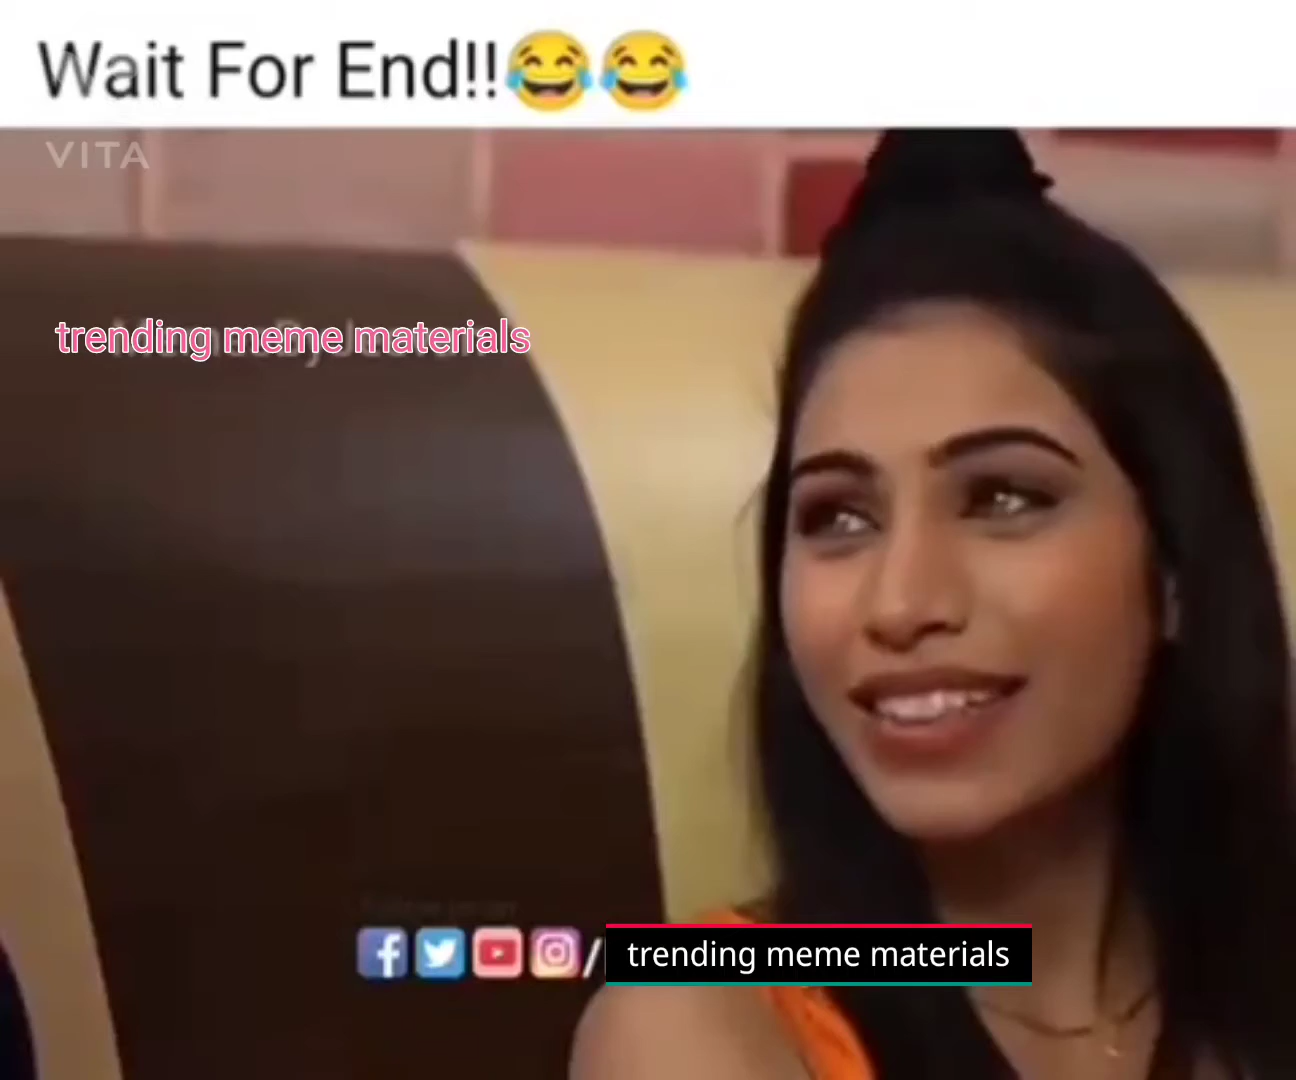 Wait For End!!😂😂
VITA
trending meme materials
/ trending meme materials